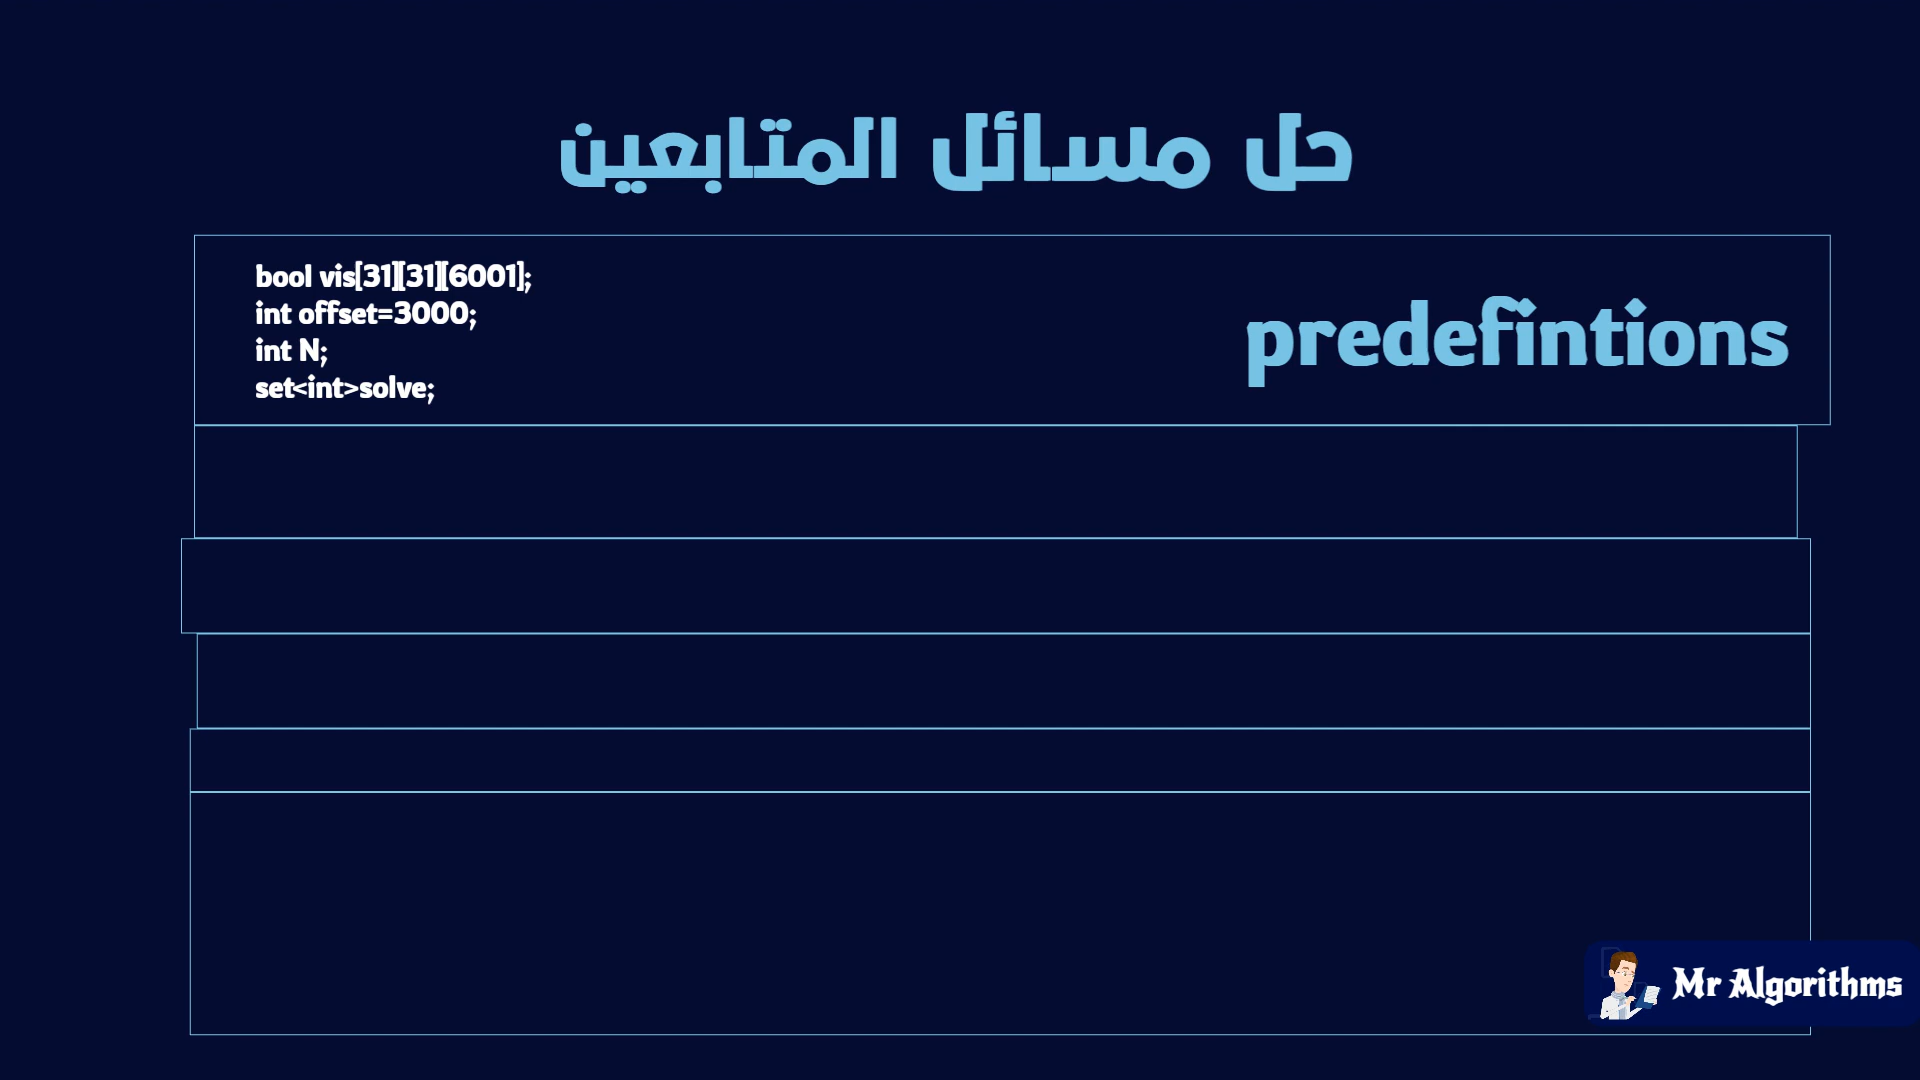 حل مسائل المتابعين
bool vis[31][31][6001];
int offset=3000;
int N;
set<int>solve;
predefintions
Mr Algorithms